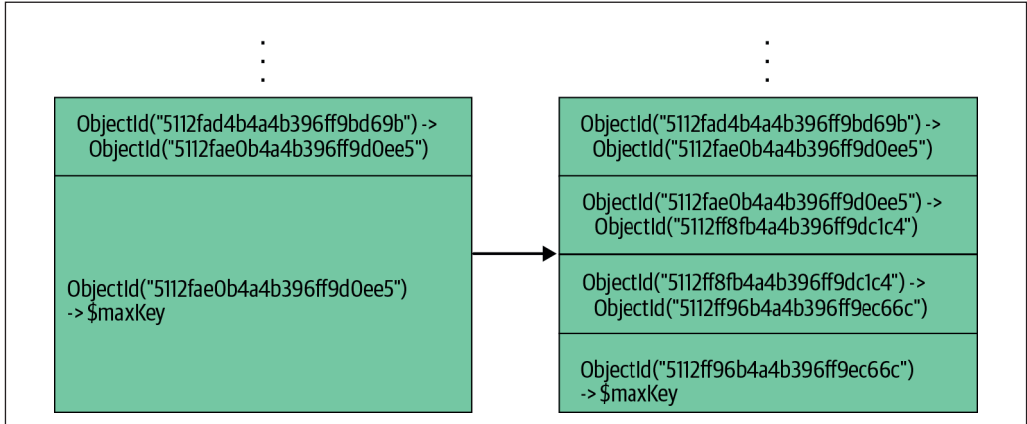 ObjectId("5112fad4b4a4b396ff9bd69b") ->
ObjectId("5112fae0b4a4b396ff9d0ee5")
ObjectId("5112fae0b4a4b396ff9d0ee5")
-> $maxKey
ObjectId("5112fad4b4a4b396ff9bd69b") ->
ObjectId("5112fae0b4a4b396ff9d0ee5")
ObjectId("5112fae0b4a4b396ff9d0ee5") ->
ObjectId("5112ff8fb4a4b396ff9dc1c4")
ObjectId("5112ff8fb4a4b396ff9dc1c4") ->
ObjectId("5112ff96b4a4b396ff9ec66c")
ObjectId("5112ff96b4a4b396ff9ec66c")
-> $maxKey